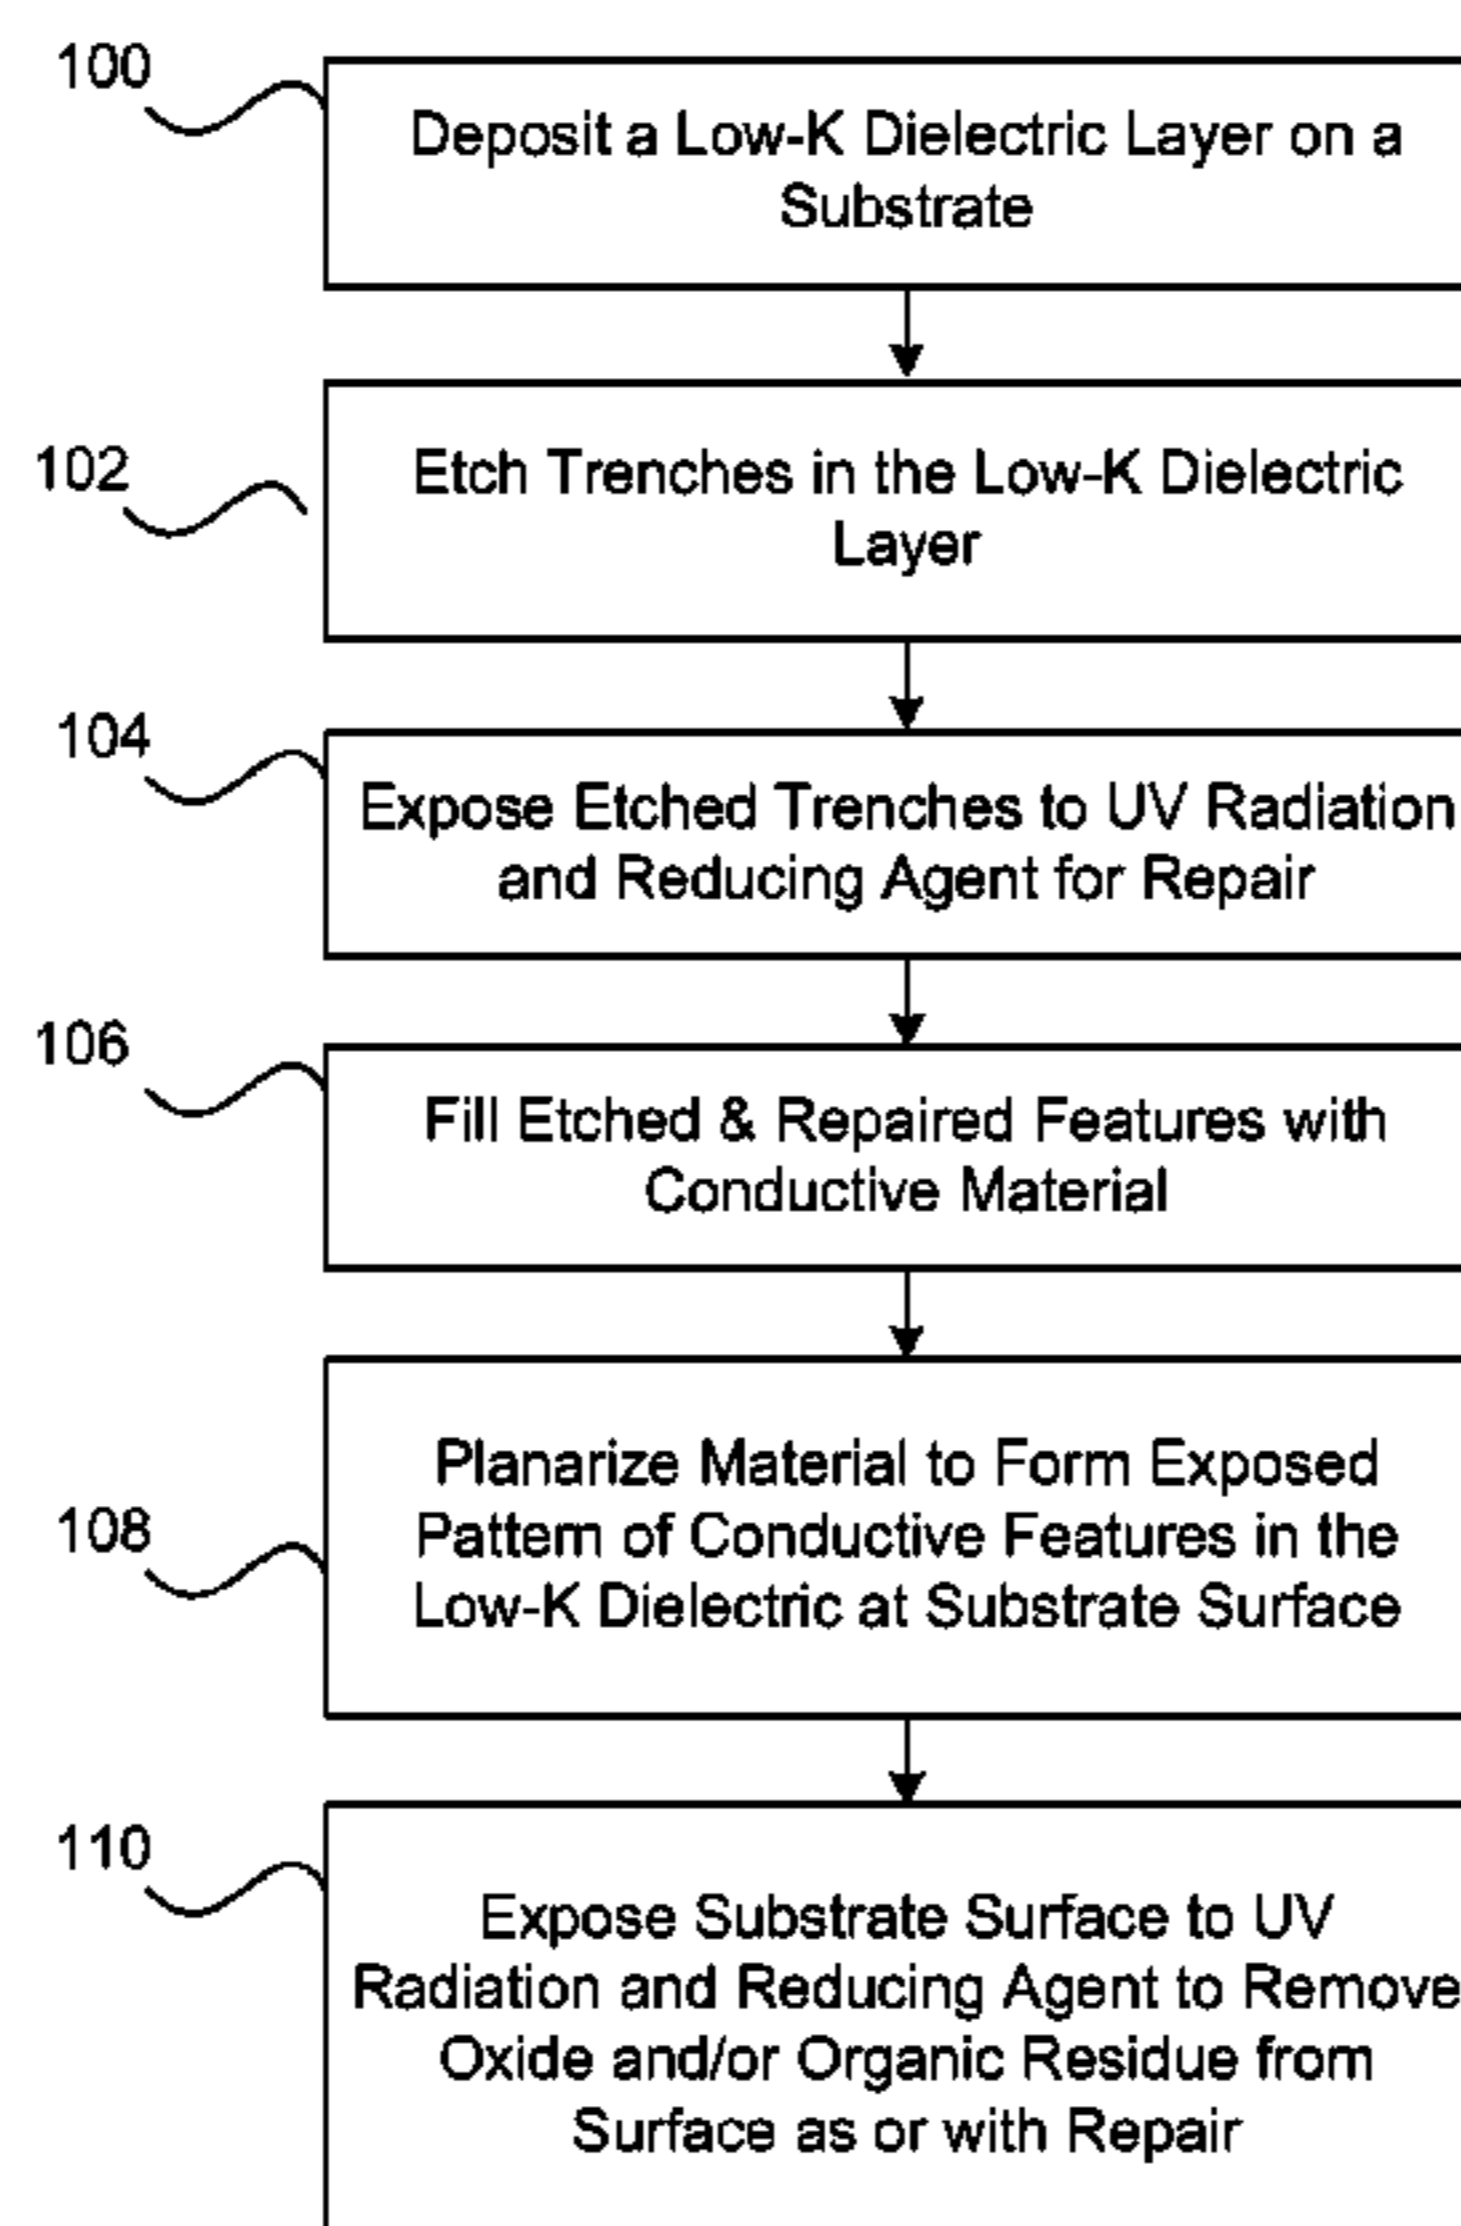 100
Deposit a Low-K Dielectric Layer on a
Substrate
102
Etch Trenches in the Low-K Dielectric
Layer
104
Expose Etched Trenches to UV Radiation
and Reducing Agent for Repair
106
Fill Etched & Repaired Features with
Conductive Material
108
Planarize Material to Form Exposed
Pattern of Conductive Features in the
Low-K Dielectric at Substrate Surface
110
Expose Substrate Surface to UV
Radiation and Reducing Agent to Remove
Oxide and/or Organic Residue from
Surface as or with Repair